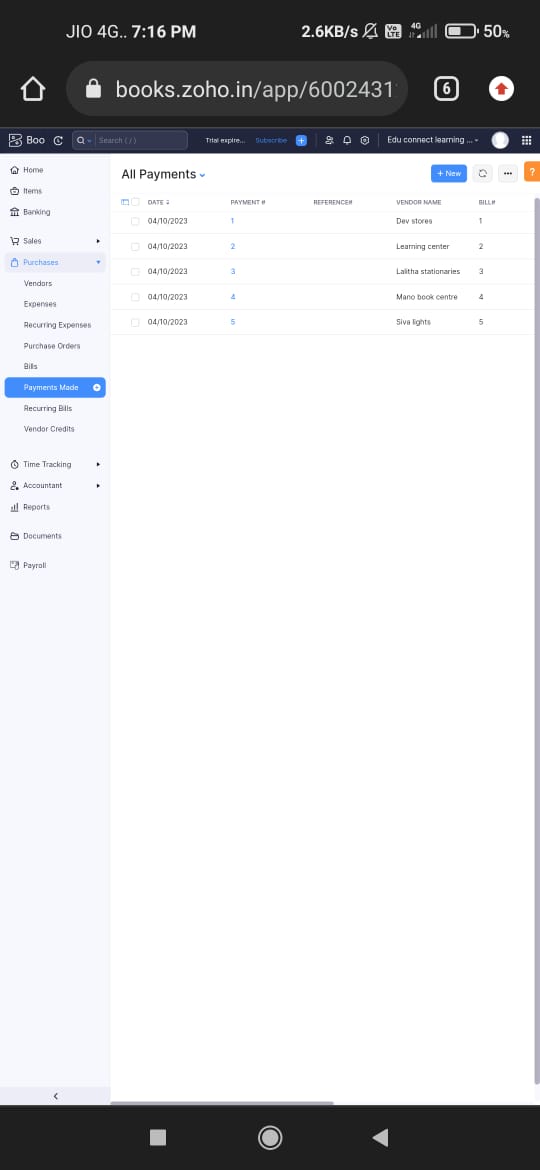 JIO 4G.. 7:16 PM 2.6KB/s Vo LTE 4G 50%
books.zoho.in/app/6002431 6
Boo Search ( / ) Trial expire... Subscribe Edu connect learning ...
Home
Items
Banking
Sales
Purchases
Vendors
Expenses
Recurring Expenses
Purchase Orders
Bills
Payments Made
Recurring Bills
Vendor Credits
Time Tracking
Accountant
Reports
Documents
Payroll
All Payments + New ?
DATE PAYMENT # REFERENCE# VENDOR NAME BILL#
04/10/2023 1 Dev stores 1
04/10/2023 2 Learning center 2
04/10/2023 3 Lalitha stationaries 3
04/10/2023 4 Mano book centre 4
04/10/2023 5 Siva lights 5